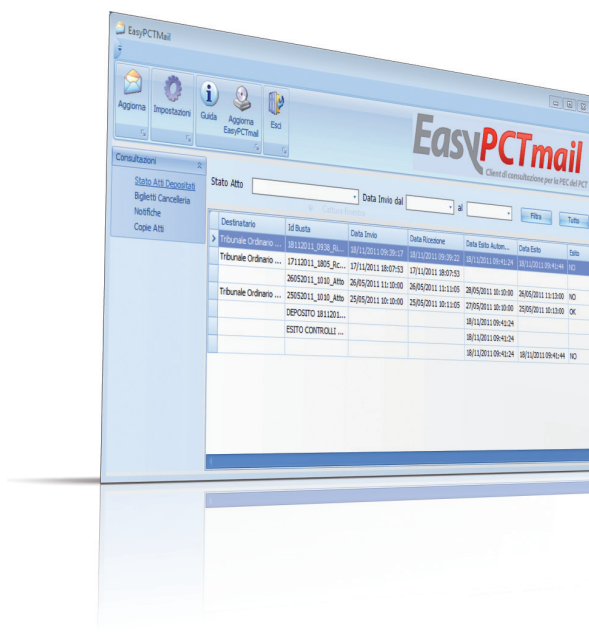 EasyPCTMail
Aggiorna
Impostazioni
Guida
Aggiorna
EasyPCTmail
Esci
EasyPCTmail
Client di consultazione per la PEC del PCT
Consultazioni
Stato Atti Depositati
Biglietti Cancelleria
Notifiche
Copie Atti
Stato Atto Data Invio dal al Filtra Tutto
Cattura finestra
Destinatario Id Busta Data Invio Data Ricezione Data Esito Autom... Data Esito Esito
Tribunale Ordinario ... 18112011_0938_Ri... 18/11/2011 09:39:17 18/11/2011 09:39:22 18/11/2011 09:41:24 18/11/2011 09:41:44 NO
Tribunale Ordinario ... 17112011_1805_Rc... 17/11/2011 18:07:53 17/11/2011 18:07:53
26052011_1010_Atto 26/05/2011 11:10:00 26/05/2011 11:11:05 28/05/2011 10:10:00 26/05/2011 11:13:00 NO
Tribunale Ordinario ... 25052011_1010_Atto 25/05/2011 10:10:00 25/05/2011 10:11:05 27/05/2011 10:10:00 25/05/2011 10:13:00 OK
DEPOSITO 1811201... 18/11/2011 09:41:24
ESITO CONTROLLI ... 18/11/2011 09:41:24
18/11/2011 09:41:24 18/11/2011 09:41:44 NO